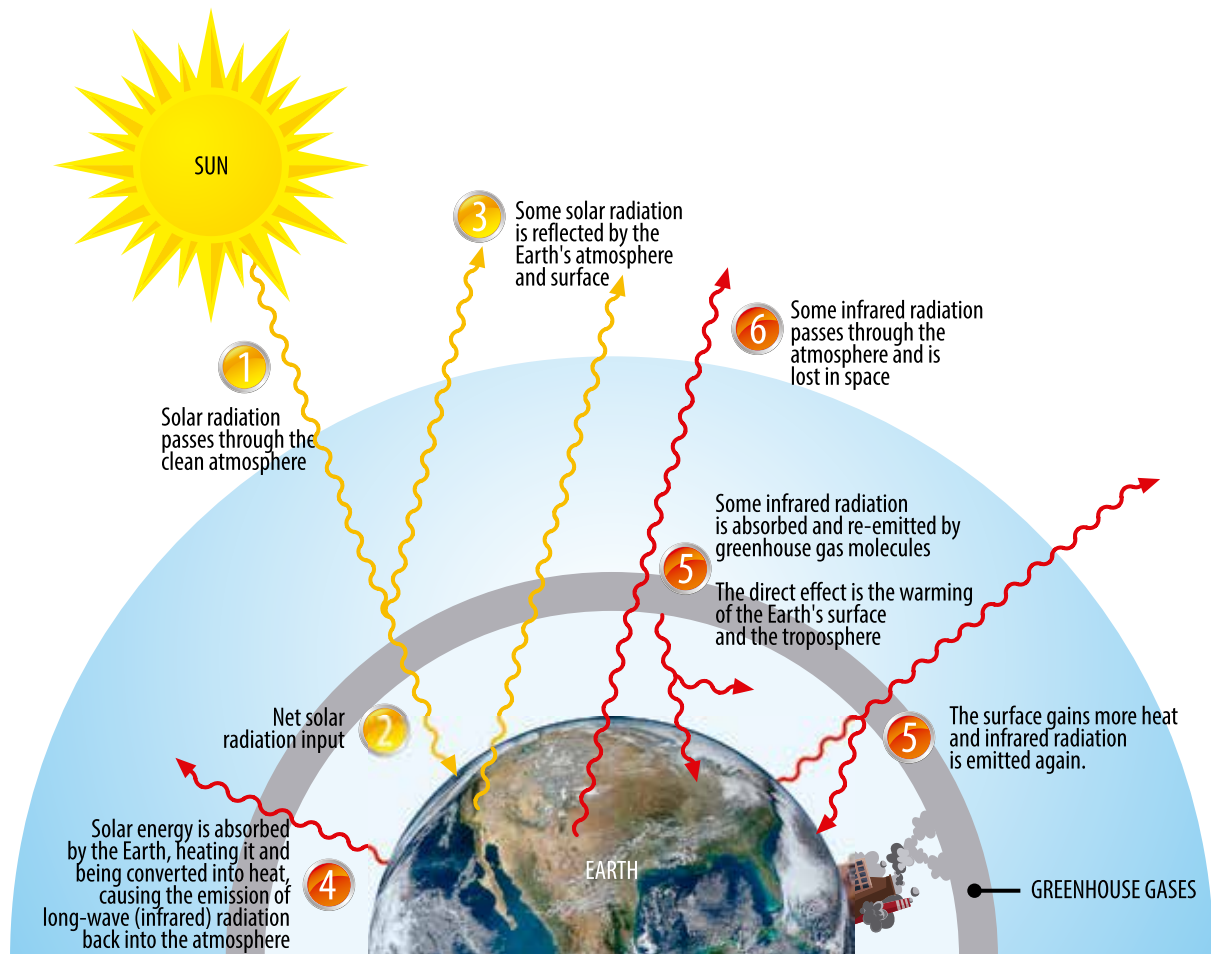 SUN
1
Solar radiation
passes through the
clean atmosphere
2
Net solar
radiation input
3
Some solar radiation
is reflected by the
Earth's atmosphere
and surface
4
Solar energy is absorbed
by the Earth, heating it and
being converted into heat,
causing the emission of
long-wave (infrared) radiation
back into the atmosphere
5
Some infrared radiation
is absorbed and re-emitted by
greenhouse gas molecules
The direct effect is the warming
of the Earth's surface
and the troposphere
5
The surface gains more heat
and infrared radiation
is emitted again.
6
Some infrared radiation
passes through the
atmosphere and is
lost in space
EARTH
GREENHOUSE GASES